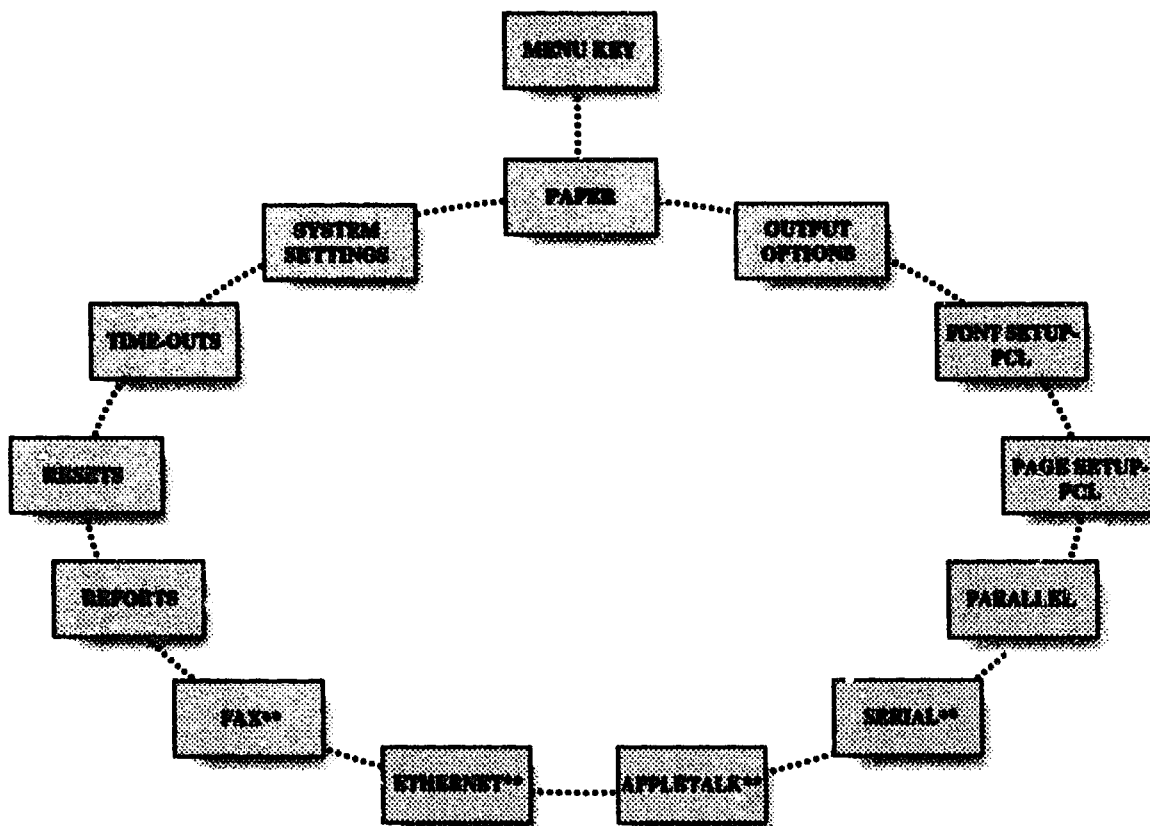 MENU KEY
PAPER
SYSTEM
SETTINGS
OUTPUT
OPTIONS
TIME-OUTS
FONT SETUP-
PCL
RESETS
PAGE SETUP-
PCL
REPORTS
PARALLEL
FAX**
SERIAL**
ETHERNET**
APPLETALK**